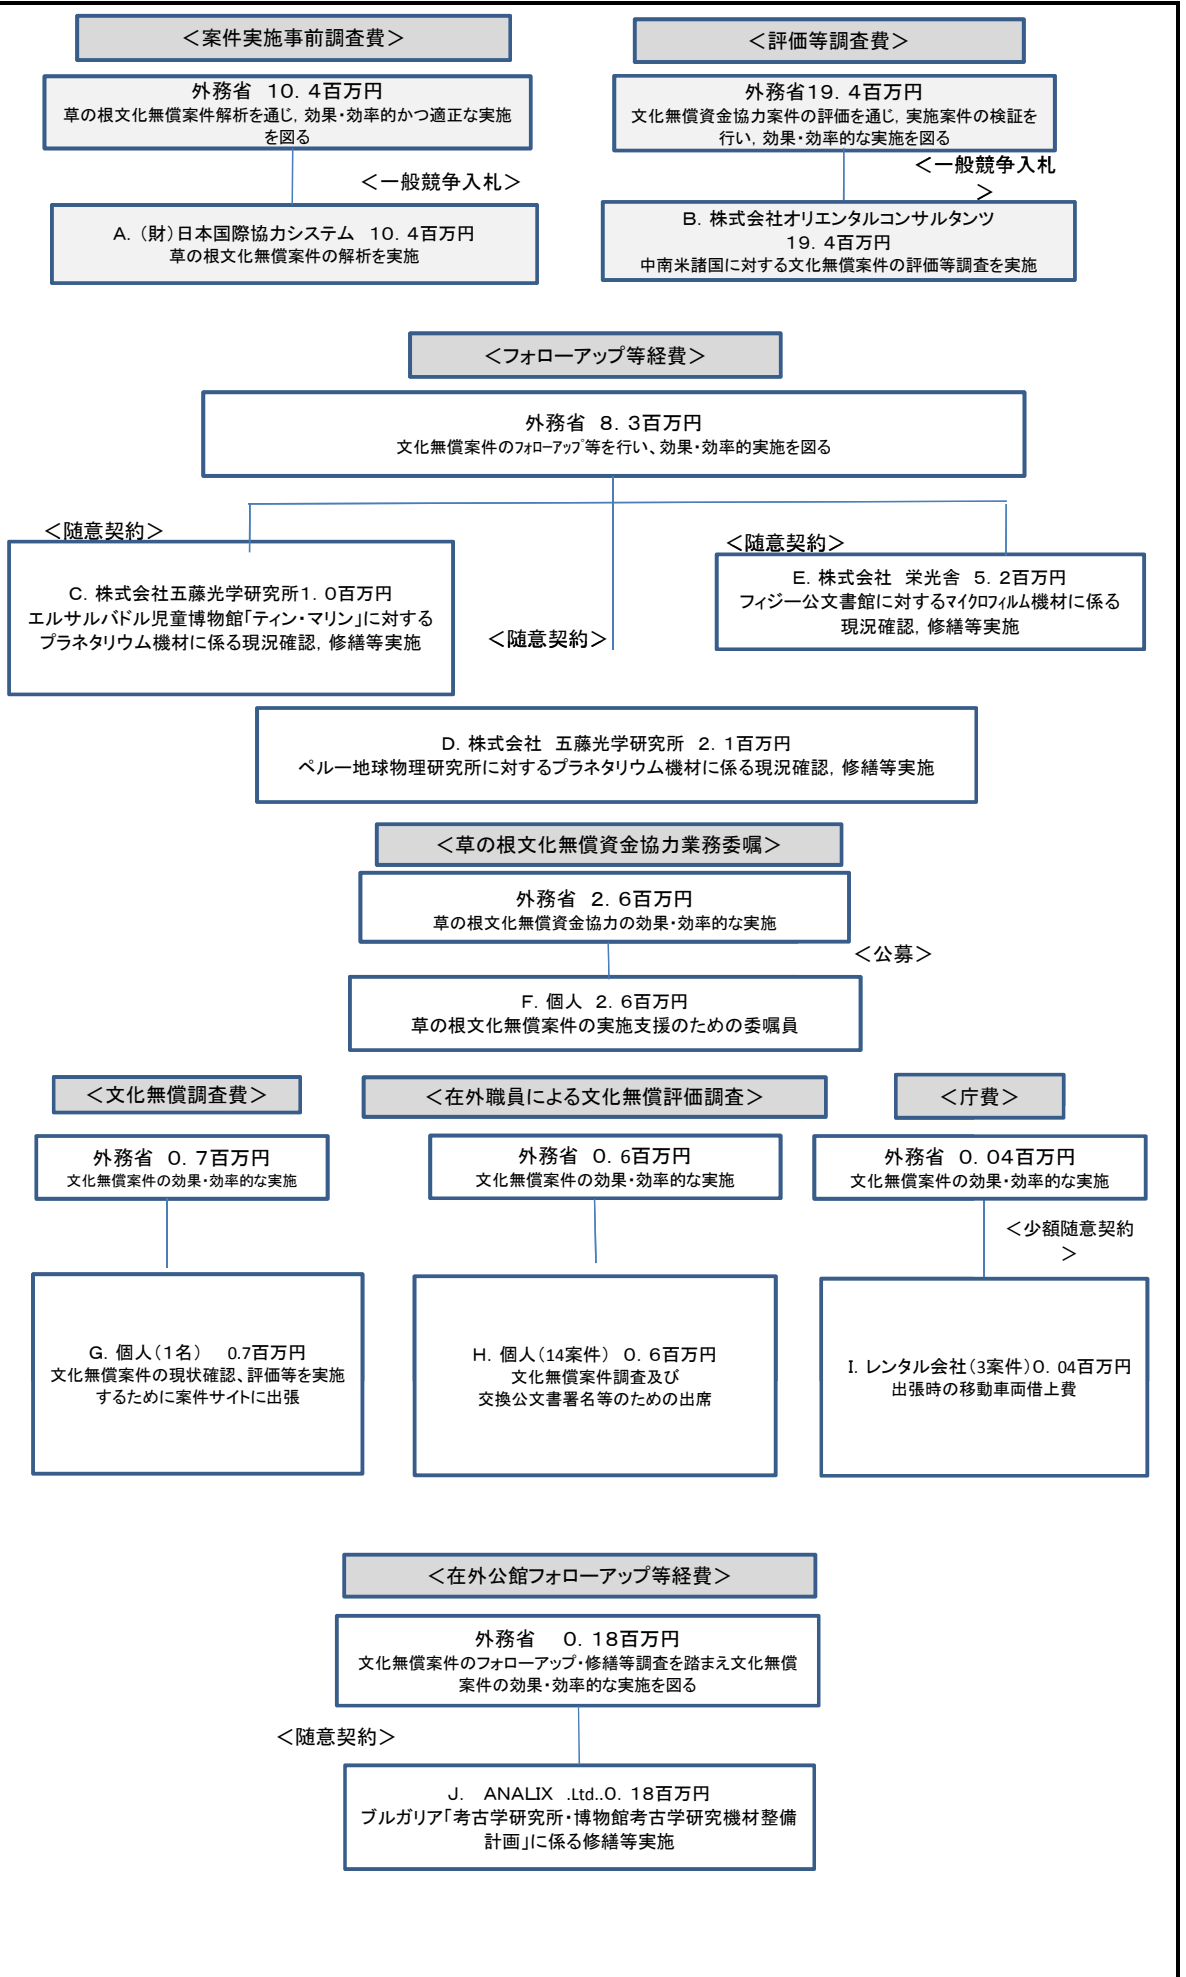 ＜案件実施事前調査費＞
外務省　１０．４百万円
草の根文化無償案件解析を通じ，効果・効率的かつ適正な実施
を図る
＜一般競争入札＞
A．（財）日本国際協力システム　１０．４百万円
草の根文化無償案件の解析を実施
＜評価等調査費＞
外務省１９．４百万円
文化無償資金協力案件の評価を通じ，実施案件の検証を
行い，効果・効率的な実施を図る
＜一般競争入札
＞
B．株式会社オリエンタルコンサルタンツ
１９．４百万円
中南米諸国に対する文化無償案件の評価等調査を実施
＜フォローアップ等経費＞
外務省　８．３百万円
文化無償案件のﾌｫﾛｰｱｯﾌﾟ等を行い、効果・効率的実施を図る
＜随意契約＞
C．株式会社五藤光学研究所１．０百万円
エルサルバドル児童博物館「ティン・マリン」に対する
プラネタリウム機材に係る現況確認，修繕等実施
＜随意契約＞
＜随意契約＞
E．株式会社　栄光舎　５．２百万円
フィジー公文書館に対するﾏｲｸﾛﾌｨﾙﾑ機材に係る
現況確認，修繕等実施
D．株式会社　五藤光学研究所　２．１百万円
ペルー地球物理研究所に対するプラネタリウム機材に係る現況確認，修繕等実施
＜草の根文化無償資金協力業務委嘱＞
外務省　２．６百万円
草の根文化無償資金協力の効果・効率的な実施
＜公募＞
F．個人　２．６百万円
草の根文化無償案件の実施支援のための委嘱員
＜文化無償調査費＞
外務省　０．７百万円
文化無償案件の効果・効率的な実施
G．個人（１名）　0.7百万円
文化無償案件の現状確認、評価等を実施
するために案件サイトに出張
＜在外職員による文化無償評価調査＞
外務省　０．6百万円
文化無償案件の効果・効率的な実施
H．個人（14案件）　０．６百万円
文化無償案件調査及び
交換公文書署名等のための出席
＜庁費＞
外務省　０．０４百万円
文化無償案件の効果・効率的な実施
＜少額随意契約
＞
I．レンタル会社（3案件）０．04百万円
出張時の移動車両借上費
＜在外公館フォローアップ等経費＞
外務省　０．１８百万円
文化無償案件のフォローアップ・修繕等調査を踏まえ文化無償
案件の効果・効率的な実施を図る
＜随意契約＞
J．　ANALIX　.Ltd..０．１８百万円
ブルガリア「考古学研究所・博物館考古学研究機材整備
計画」に係る修繕等実施